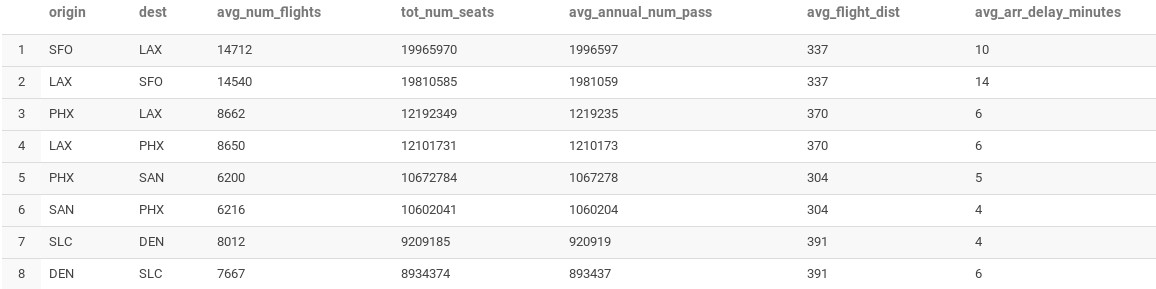 origin dest avg_num_flights tot_num_seats avg_annual_num_pass avg_flight_dist avg_arr_delay_minutes
1 SFO LAX 14712 19965970 1996597 337 10
2 LAX SFO 14540 19810585 1981059 337 14
3 PHX LAX 8662 12192349 1219235 370 6
4 LAX PHX 8650 12101731 1210173 370 6
5 PHX SAN 6200 10672784 1067278 304 5
6 SAN PHX 6216 10602041 1060204 304 4
7 SLC DEN 8012 9209185 920919 391 4
8 DEN SLC 7667 8934374 893437 391 6